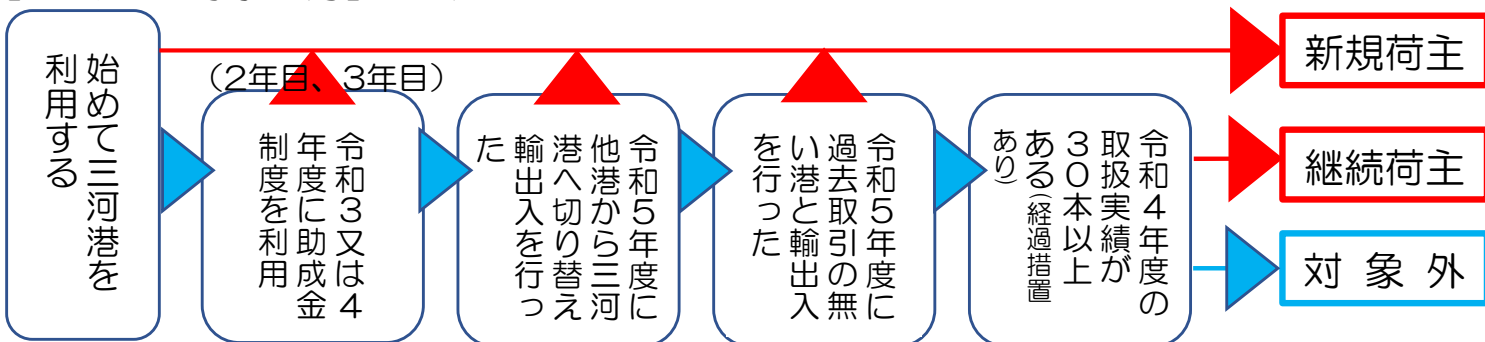 始めて三河港を
利用する
(2年目、3年目)
令和3又は4
年度に助成金
制度を利用
令和5年度に
他港から三河
港へ切り替え
輸出入を行っ
た
令和5年度に
過去取引の無
い港と輸出入
を行った
令和4年度の
取扱実績が
30本以上
ある(経過措置
あり)
新規荷主
継続荷主
対 象 外